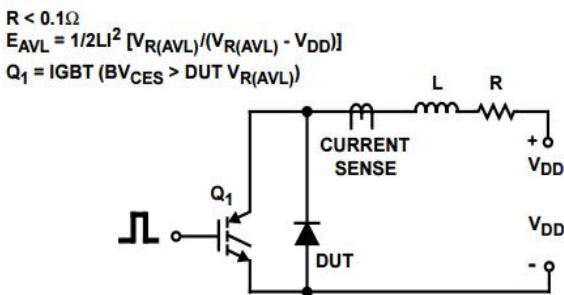 R < 0.1Ω
E_AVL = 1/2LI² [V_R(AVL)/(V_R(AVL) - V_DD)]
Q₁ = IGBT (BV_CES > DUT V_R(AVL))
L R
CURRENT
SENSE
+
V_DD
Q₁
V_DD
DUT
-